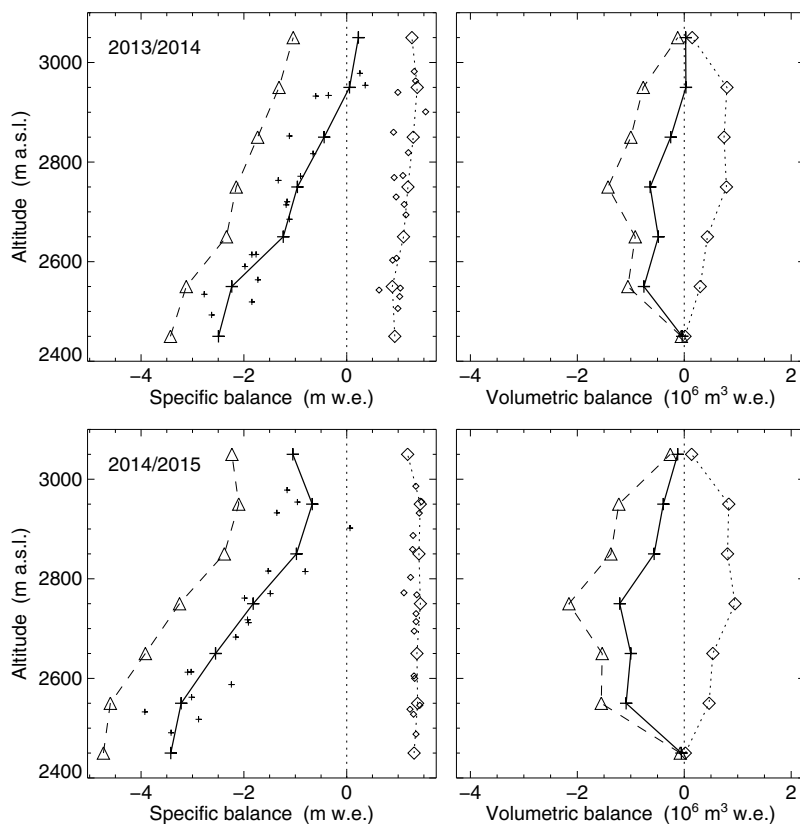 2013/2014
Altitude (m a.s.l.)
3000
2800
2600
2400
−4 −2 0
Specific balance (m w.e.)
−4 −2 0 2
Volumetric balance (10⁶ m³ w.e.)
2014/2015
Altitude (m a.s.l.)
3000
2800
2600
2400
−4 −2 0
Specific balance (m w.e.)
−4 −2 0 2
Volumetric balance (10⁶ m³ w.e.)